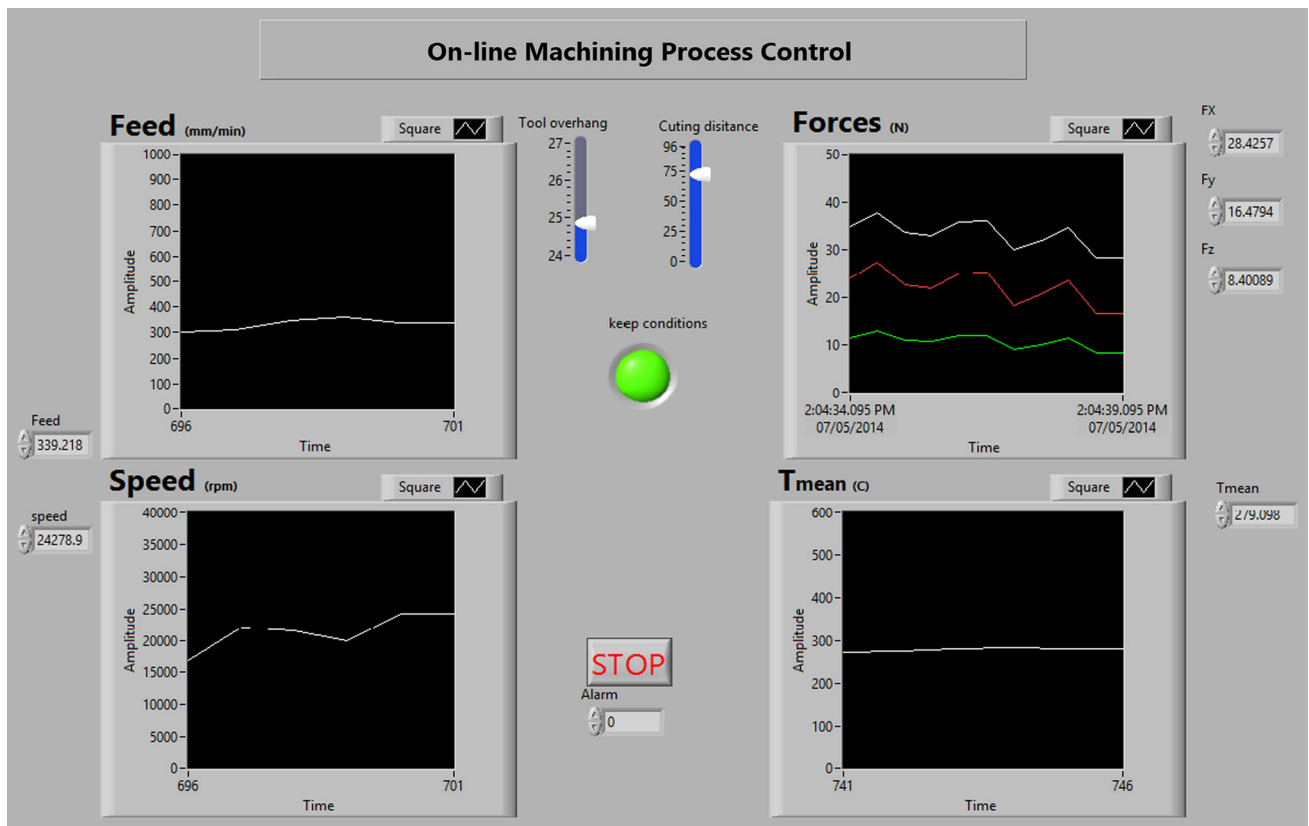 On-line Machining Process Control
Feed (mm/min)
Square
1000
900
800
700
600
500
400
300
200
100
0
Amplitude
696
701
Time
Feed
339.218
Tool overhang
27
26
25
24
Cuting disitance
96
75
50
25
0
keep conditions
Forces (N)
Square
50
40
30
20
10
0
Amplitude
2:04:34.095 PM
07/05/2014
2:04:39.095 PM
07/05/2014
Time
FX
28.4257
Fy
16.4794
Fz
8.40089
Speed (rpm)
Square
40000
35000
30000
25000
20000
15000
10000
5000
0
Amplitude
696
701
Time
speed
24278.9
STOP
Alarm
0
Tmean (C)
Square
600
500
400
300
200
100
0
Amplitude
741
746
Time
Tmean
279.098